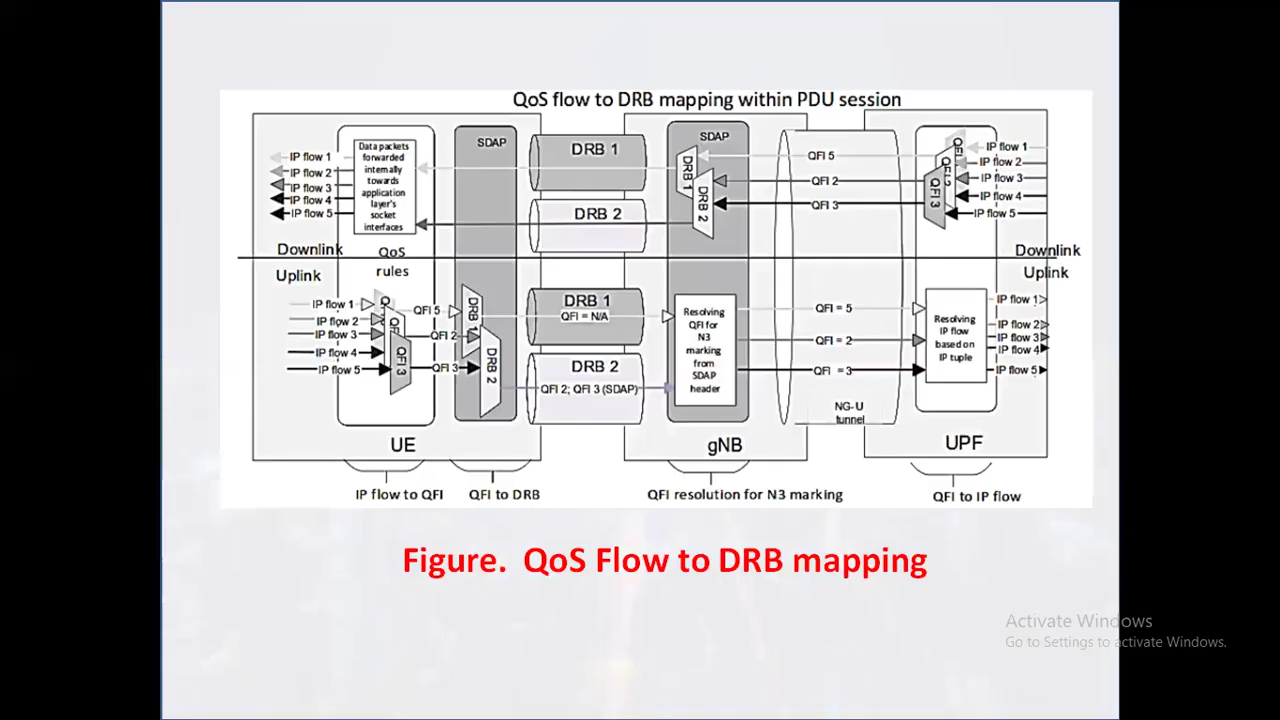 QoS flow to DRB mapping within PDU session
SDAP
DRB 1
SDAP
QFI 5
IP flow 1
IP flow 2
IP flow 3
IP flow 4
IP flow 5
Data packets
forwarded
internally
towards
application
layer's
socket
interfaces
DRB 2
DRB 1
DRB 2
QFI 2
QFI 3
QFI 2
QFI 3
IP flow 1
IP flow 2
IP flow 3
IP flow 4
IP flow 5
Downlink
QoS
rules
Downlink
Uplink
Uplink
IP flow 1
IP flow 2
IP flow 3
IP flow 4
IP flow 5
QFI 3
QFI 5
QFI 2
QFI 3
DRB 1
DRB 2
DRB 1
QFI = N/A
DRB 2
QFI 2; QFI 3 (SDAP)
Resolving
QFI for
N3
marking
from
SDAP
header
QFI = 5
QFI = 2
QFI = 3
NG-U
tunnel
Resolving
IP flow
based on
IP tuple
IP flow 1
IP flow 2
IP flow 3
IP flow 4
IP flow 5
UE
gNB
UPF
IP flow to QFI
QFI to DRB
QFI resolution for N3 marking
QFI to IP flow
Figure. QoS Flow to DRB mapping
Activate Windows
Go to Settings to activate Windows.